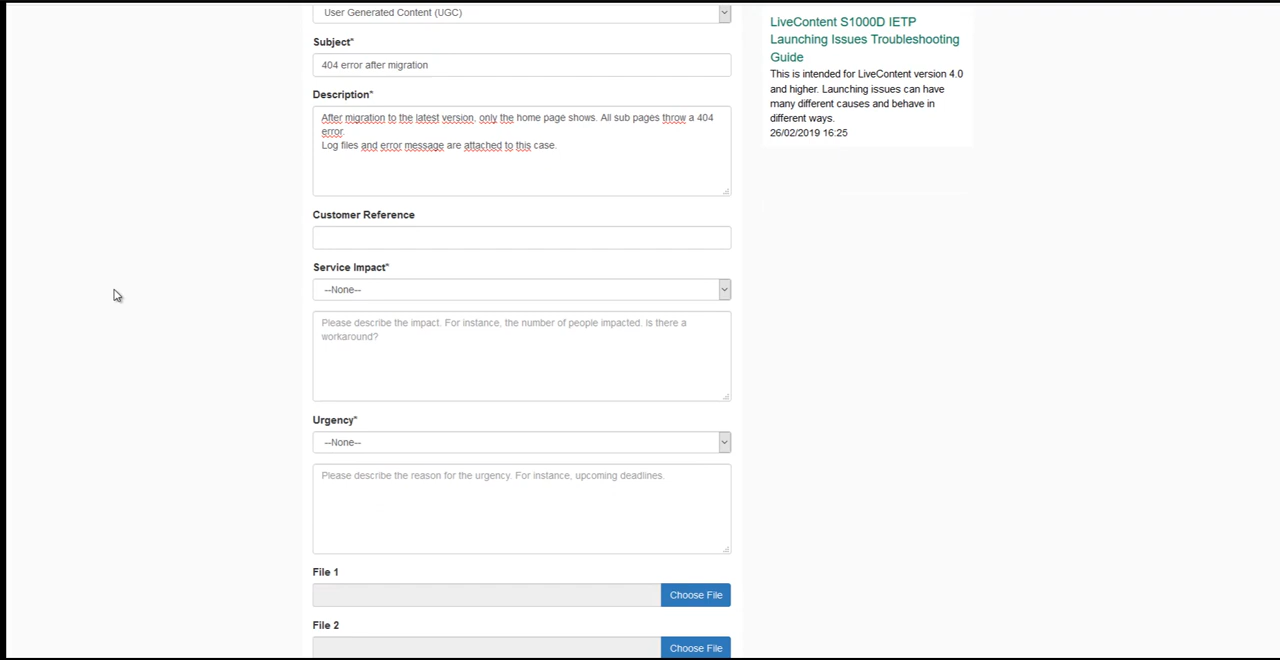 User Generated Content (UGC)
Subject*
404 error after migration
Description*
After migration to the latest version, only the home page shows. All sub pages throw a 404
error.
Log files and error message are attached to this case.
Customer Reference
Service Impact*
--None--
Please describe the impact. For instance, the number of people impacted. Is there a
workaround?
Urgency*
--None--
Please describe the reason for the urgency. For instance, upcoming deadlines.
File 1
Choose File
File 2
Choose File
LiveContent S1000D IETP
Launching Issues Troubleshooting
Guide
This is intended for LiveContent version 4.0
and higher. Launching issues can have
many different causes and behave in
different ways.
26/02/2019 16:25